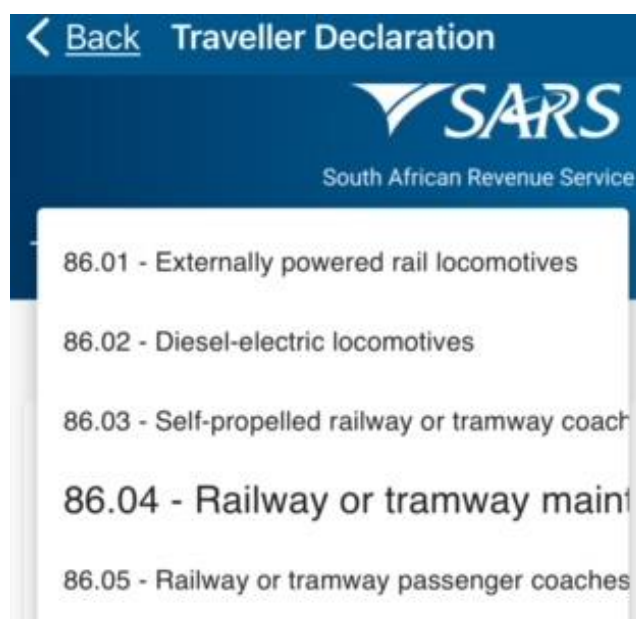 Back Traveller Declaration
SARS
South African Revenue Service
86.01 - Externally powered rail locomotives
86.02 - Diesel-electric locomotives
86.03 - Self-propelled railway or tramway coach
86.04 - Railway or tramway maint
86.05 - Railway or tramway passenger coaches